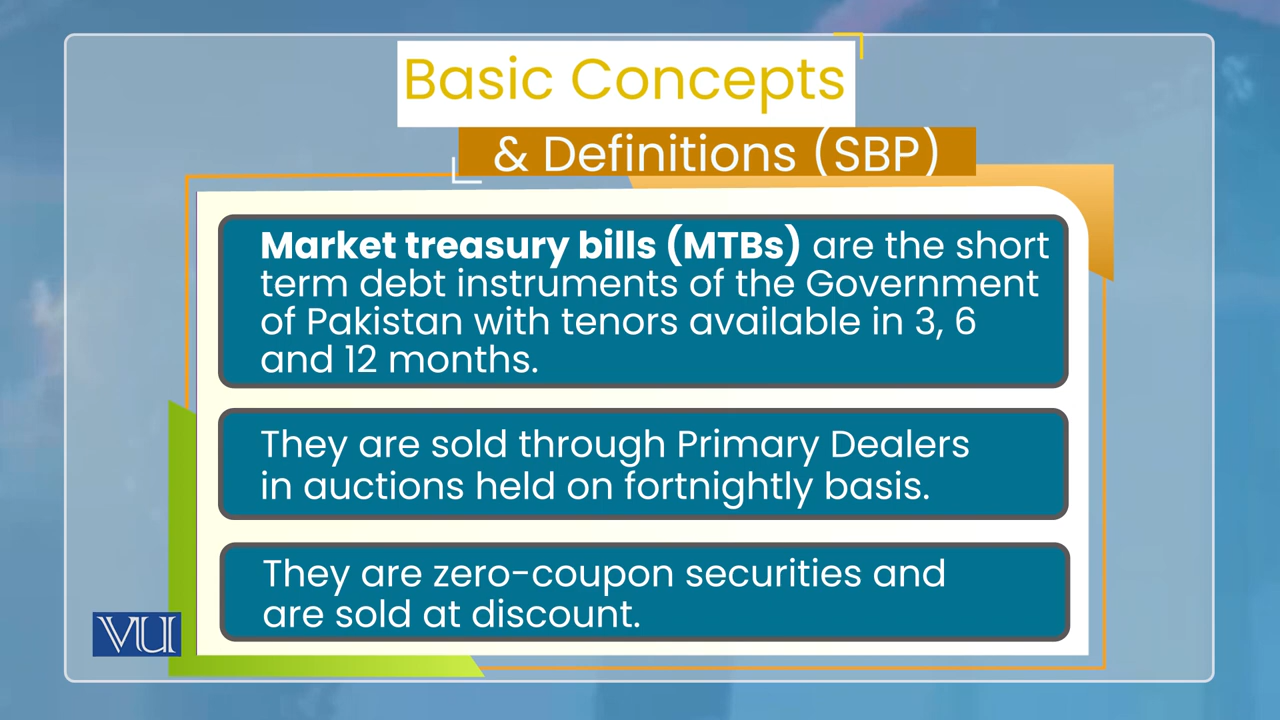 Basic Concepts
& Definitions (SBP)
Market treasury bills (MTBs) are the short
term debt instruments of the Government
of Pakistan with tenors available in 3, 6
and 12 months.
They are sold through Primary Dealers
in auctions held on fortnightly basis.
They are zero-coupon securities and
are sold at discount.
VU